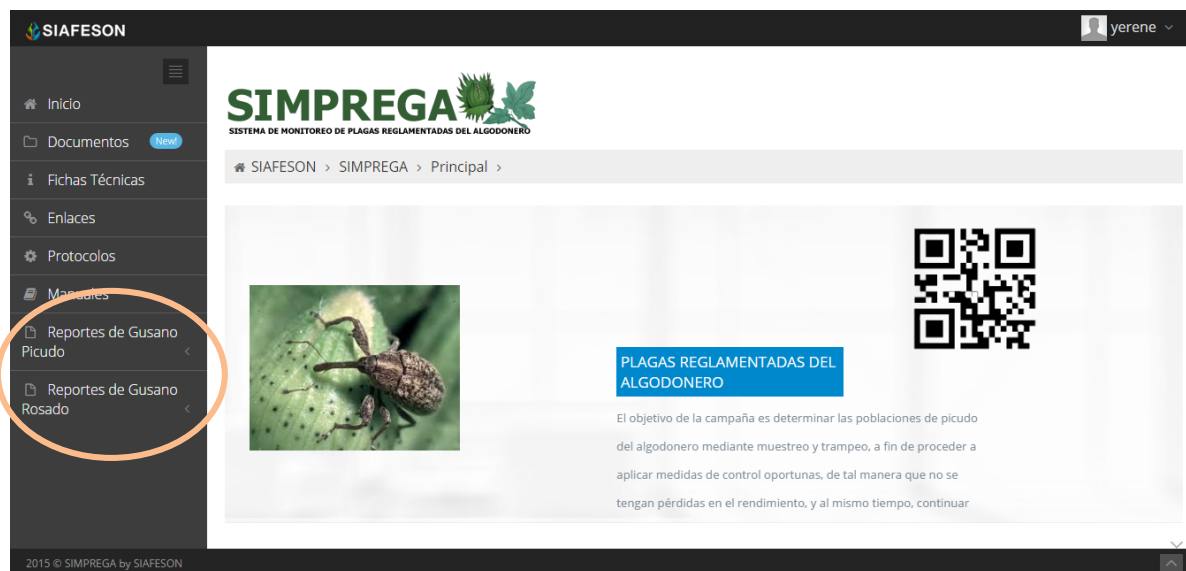 SIAFESON
yerene
Inicio
Documentos New!
Fichas Técnicas
Enlaces
Protocolos
Manuales
Reportes de Gusano
Picudo
Reportes de Gusano
Rosado
SIMPREGA
SISTEMA DE MONITOREO DE PLAGAS REGLAMENTADAS DEL ALGODONERO
SIAFESON > SIMPREGA > Principal >
PLAGAS REGLAMENTADAS DEL
ALGODONERO
El objetivo de la campaña es determinar las poblaciones de picudo
del algodonero mediante muestreo y trampeo, a fin de proceder a
aplicar medidas de control oportunas, de tal manera que no se
tengan pérdidas en el rendimiento, y al mismo tiempo, continuar
2015 © SIMPREGA by SIAFESON